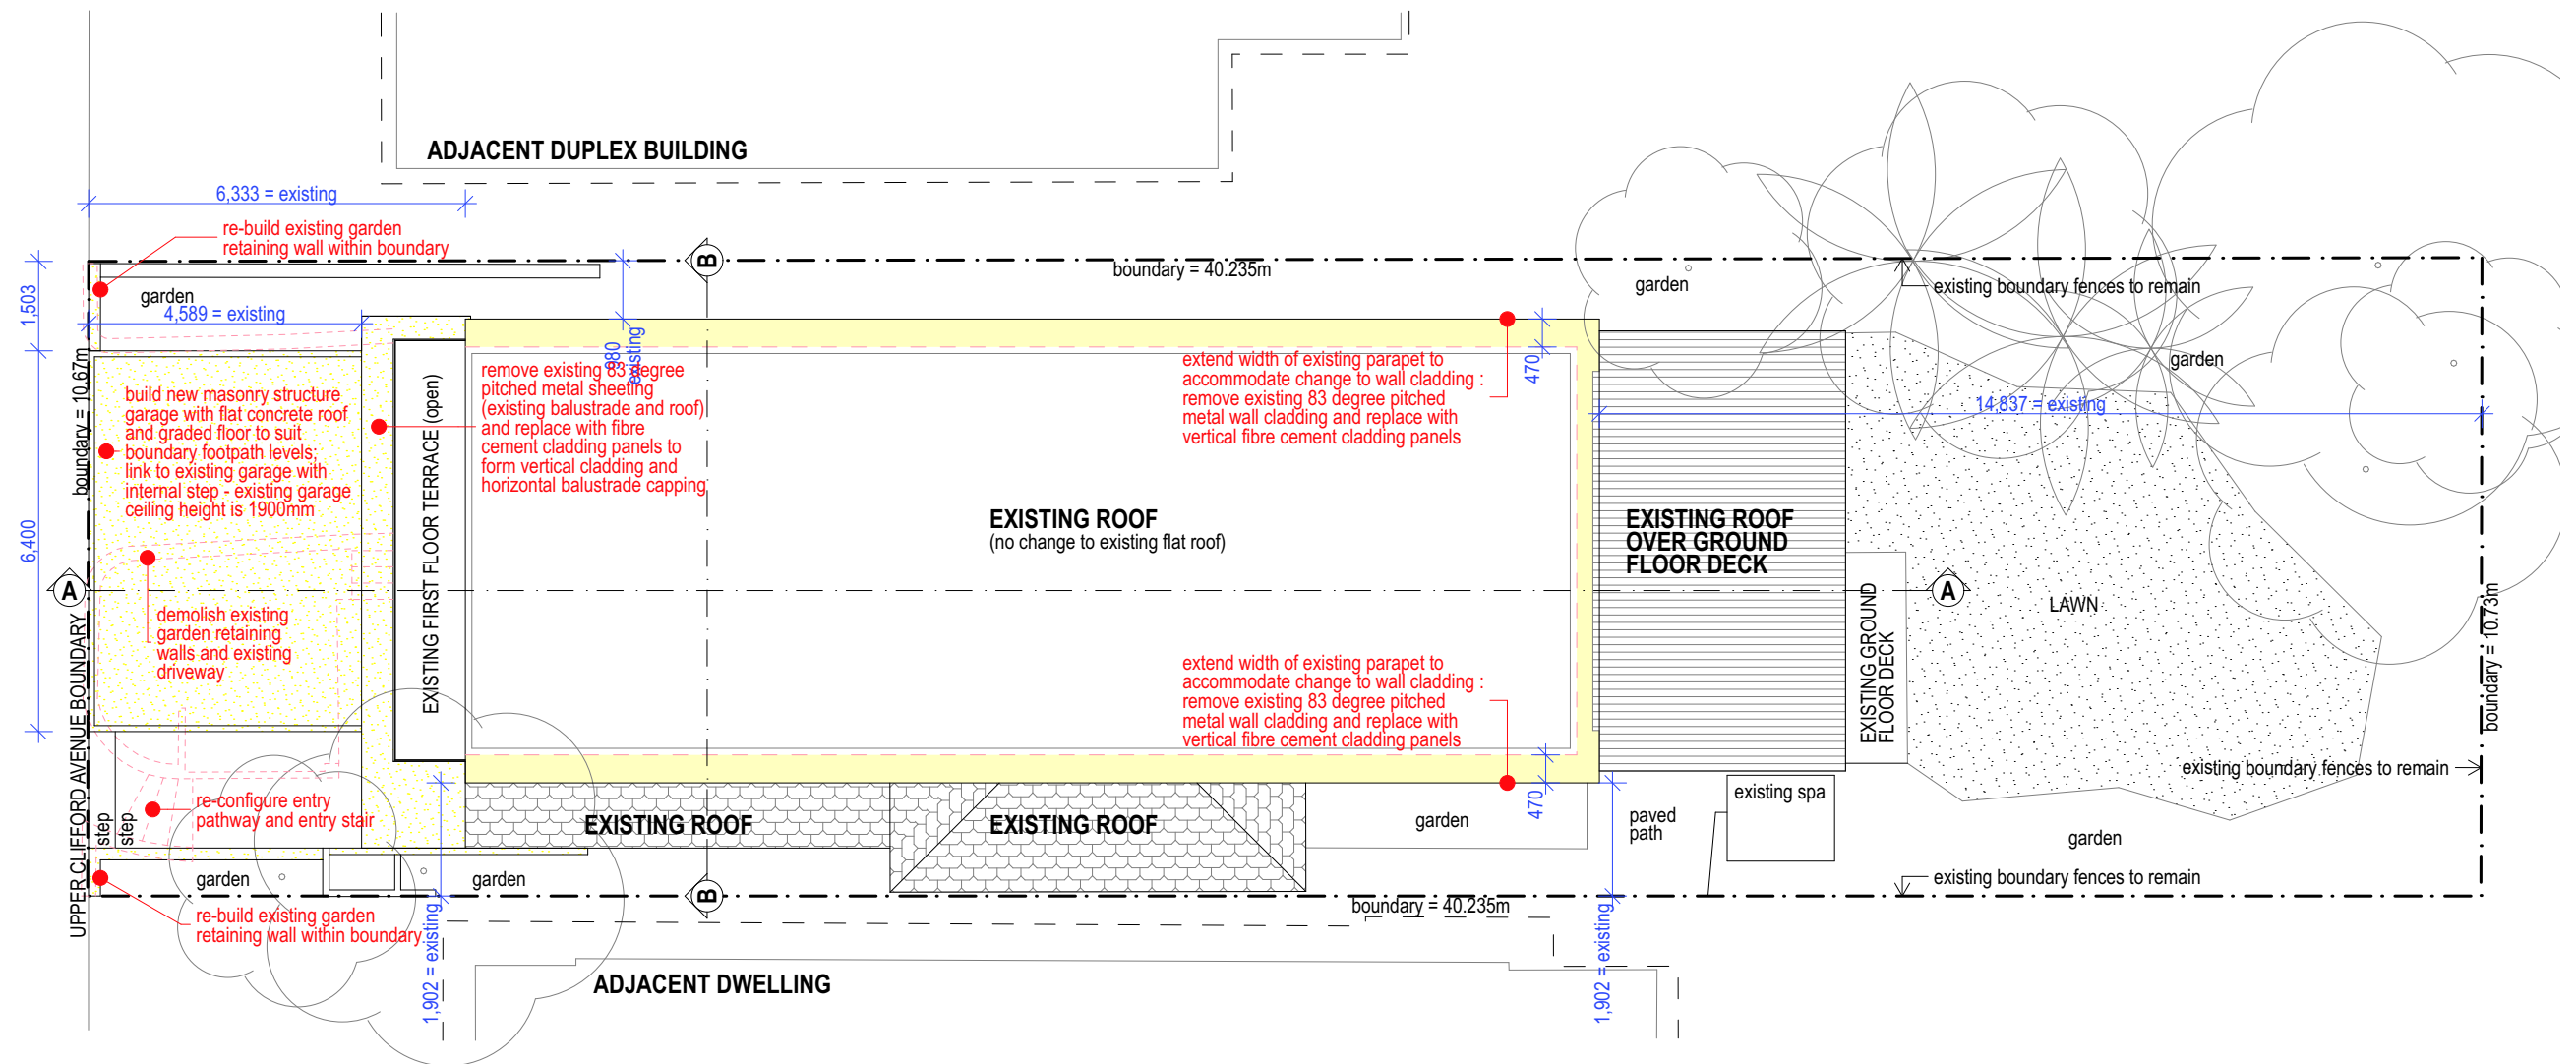 ADJACENT DUPLEX BUILDING
6,333 = existing
re-build existing garden
retaining wall within boundary
B
boundary = 40.235m
garden
4,589 = existing
1,503
980
existing
garden
existing boundary fences to remain
boundary = 10.67m
build new masonry structure
garage with flat concrete roof
and graded floor to suit
boundary footpath levels;
link to existing garage with
internal step - existing garage
ceiling height is 1900mm
EXISTING FIRST FLOOR TERRACE (open)
remove existing 83 degree
pitched metal sheeting
(existing balustrade and roof)
and replace with fibre
cement cladding panels to
form vertical cladding and
horizontal balustrade capping
extend width of existing parapet to
accommodate change to wall cladding :
remove existing 83 degree pitched
metal wall cladding and replace with
vertical fibre cement cladding panels
470
garden
14,837 = existing
6,400
EXISTING ROOF
(no change to existing flat roof)
EXISTING ROOF
OVER GROUND
FLOOR DECK
A
A
LAWN
demolish existing
garden retaining
walls and existing
driveway
EXISTING GROUND
FLOOR DECK
boundary = 10.73m
extend width of existing parapet to
accommodate change to wall cladding :
remove existing 83 degree pitched
metal wall cladding and replace with
vertical fibre cement cladding panels
470
existing boundary fences to remain
UPPER CLIFFORD AVENUE BOUNDARY
step
step
re-configure entry
pathway and entry stair
EXISTING ROOF
EXISTING ROOF
garden
paved
path
existing spa
garden
garden
garden
B
existing boundary fences to remain
re-build existing garden
retaining wall within boundary
boundary = 40.235m
1,902 = existing
1,902 = existing
ADJACENT DWELLING